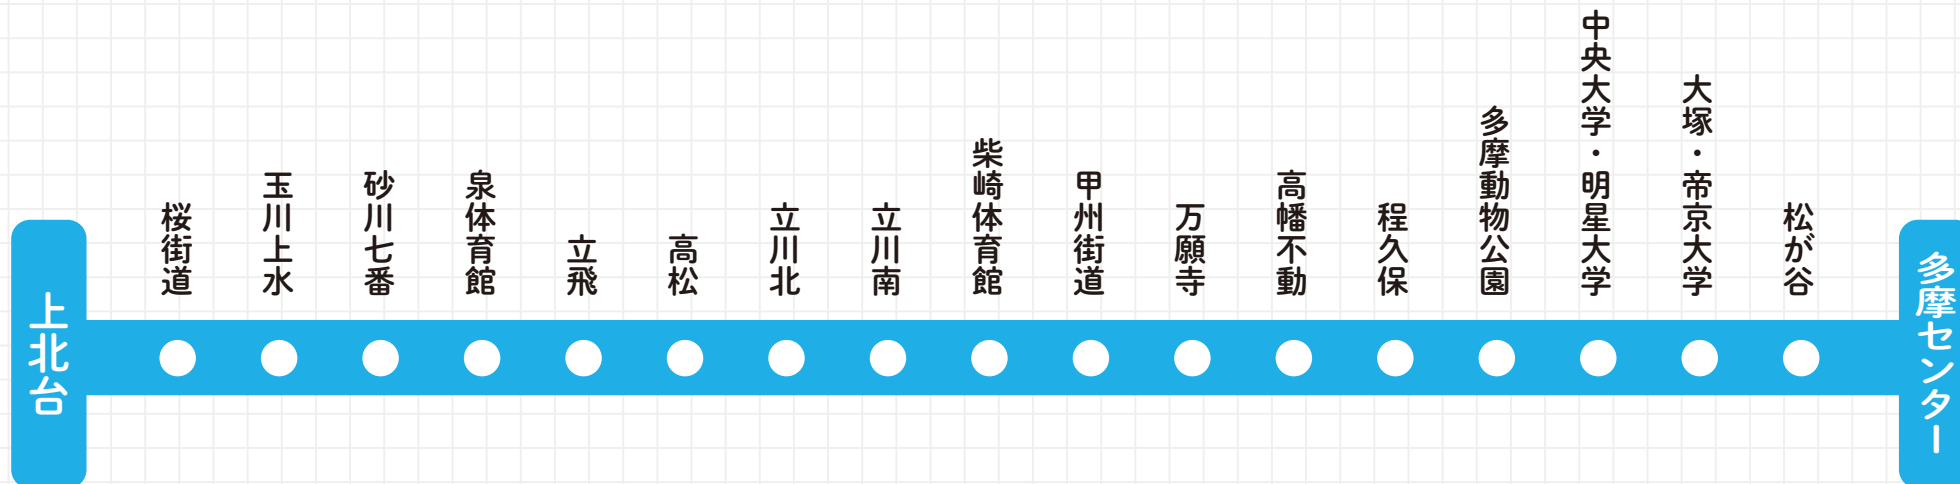 上北台
桜街道
玉川上水
砂川七番
泉体育館
立飛
高松
立川北
立川南
柴崎体育館
甲州街道
万願寺
高幡不動
程久保
多摩動物公園
中央大学・明星大学
大塚・帝京大学
松が谷
多摩センター